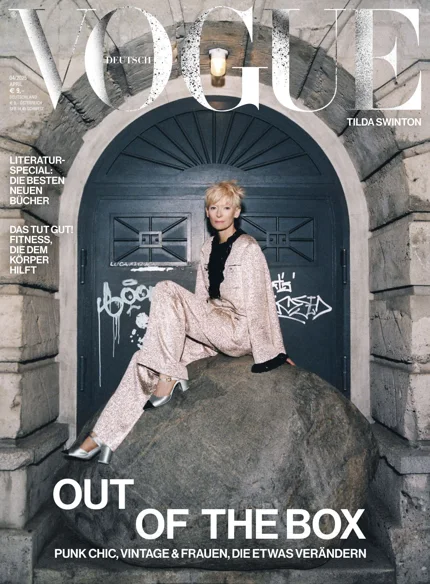 VOGUE
DEUTSCH
TILDA SWINTON
LITERATUR-
SPECIAL:
DIE BESTEN
NEUEN
BÜCHER
DAS TUT GUT!
FITNESS,
DIE DEM
KÖRPER
HILFT
OUT
OF THE BOX
PUNK CHIC, VINTAGE & FRAUEN, DIE ETWAS VERÄNDERN